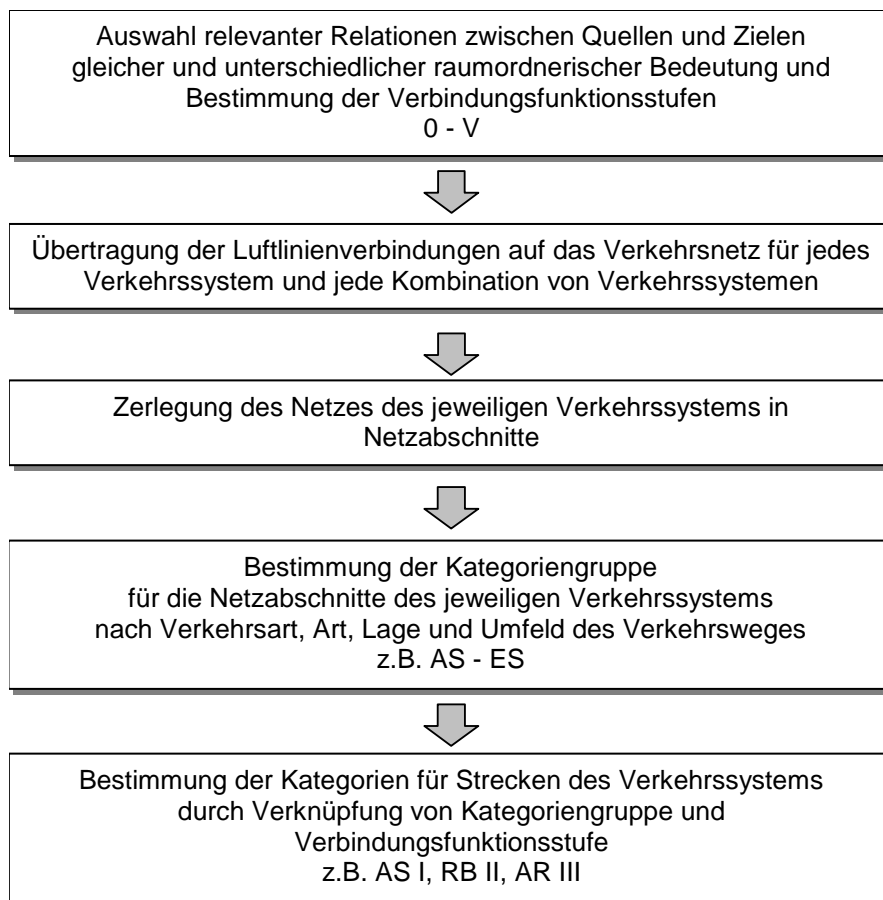 Auswahl relevanter Relationen zwischen Quellen und Zielen
gleicher und unterschiedlicher raumordnerischer Bedeutung und
Bestimmung der Verbindungsfunktionsstufen
0 - V
Übertragung der Luftlinienverbindungen auf das Verkehrsnetz für jedes
Verkehrssystem und jede Kombination von Verkehrssystemen
Zerlegung des Netzes des jeweiligen Verkehrssystems in
Netzabschnitte
Bestimmung der Kategoriengruppe
für die Netzabschnitte des jeweiligen Verkehrssystems
nach Verkehrsart, Art, Lage und Umfeld des Verkehrsweges
z.B. AS - ES
Bestimmung der Kategorien für Strecken des Verkehrssystems
durch Verknüpfung von Kategoriengruppe und
Verbindungsfunktionsstufe
z.B. AS I, RB II, AR III